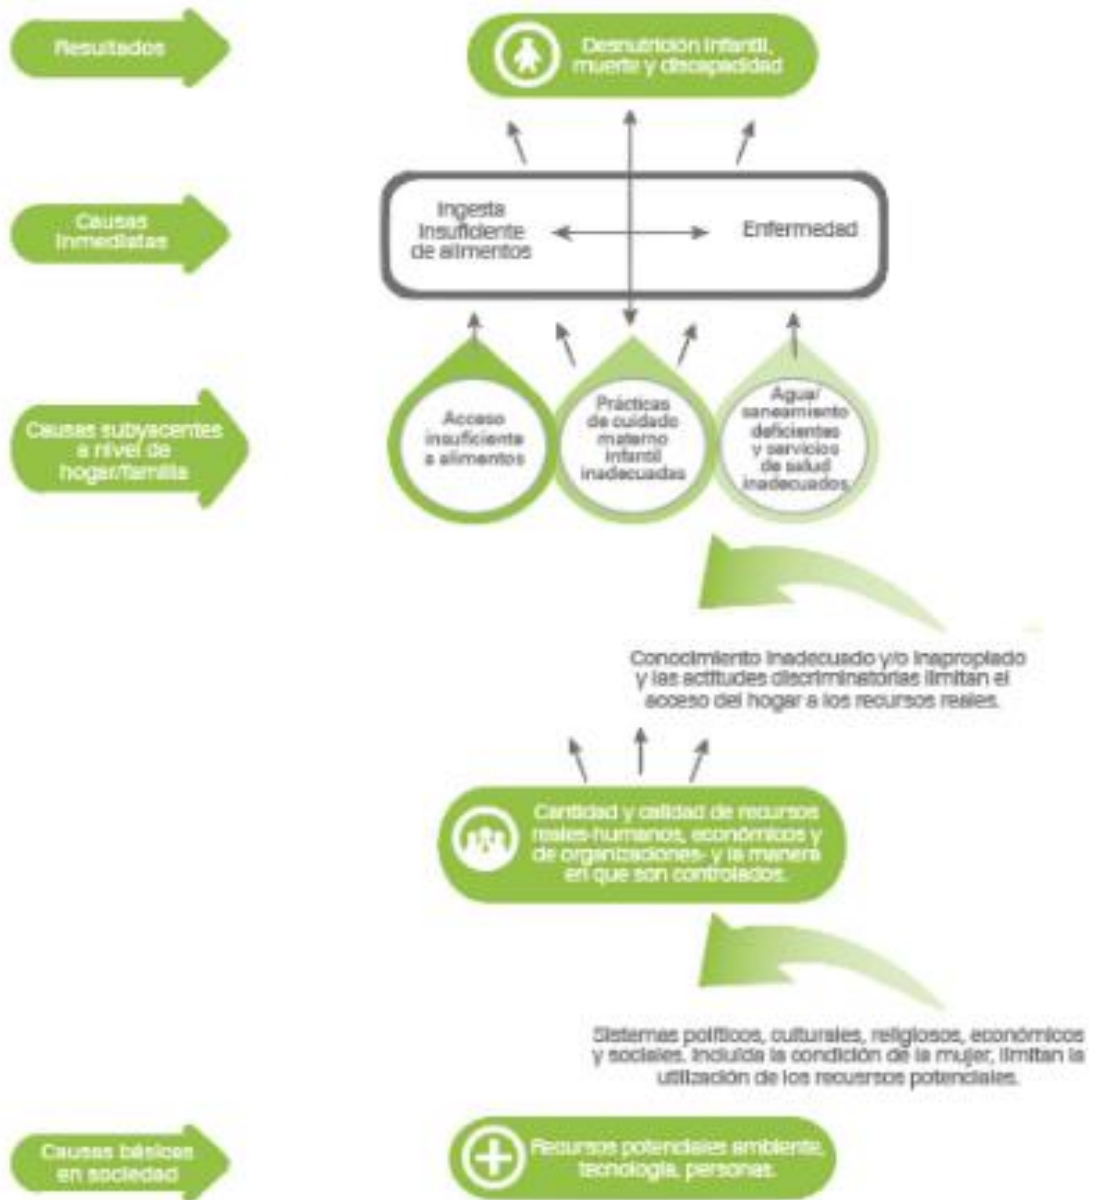 Resultados
Desnutrición Infantil,
muerte y discapacidad
Causas
Inmediatas
Ingesta
Insuficiente
de alimentos
Enfermedad
Causas subyacentes
a nivel de
hogar/familia
Acceso
insuficiente
a alimentos
Prácticas
de cuidado
materno
infantil
inadecuadas
Agua/
saneamiento
deficientes
y servicios
de salud
inadecuados
Conocimiento inadecuado y/o inapropiado
y las actitudes discriminatorias limitan el
acceso del hogar a los recursos reales.
Cantidad y calidad de recursos
reales-humanos, económicos y
de organizaciones- y la manera
en que son controlados.
Sistemas políticos, culturales, religiosos, económicos
y sociales. Incluida la condición de la mujer, limitan la
utilización de los recusrsos potenciales.
Causas básicas
en sociedad
Recursos potenciales ambiente,
tecnología, personas.